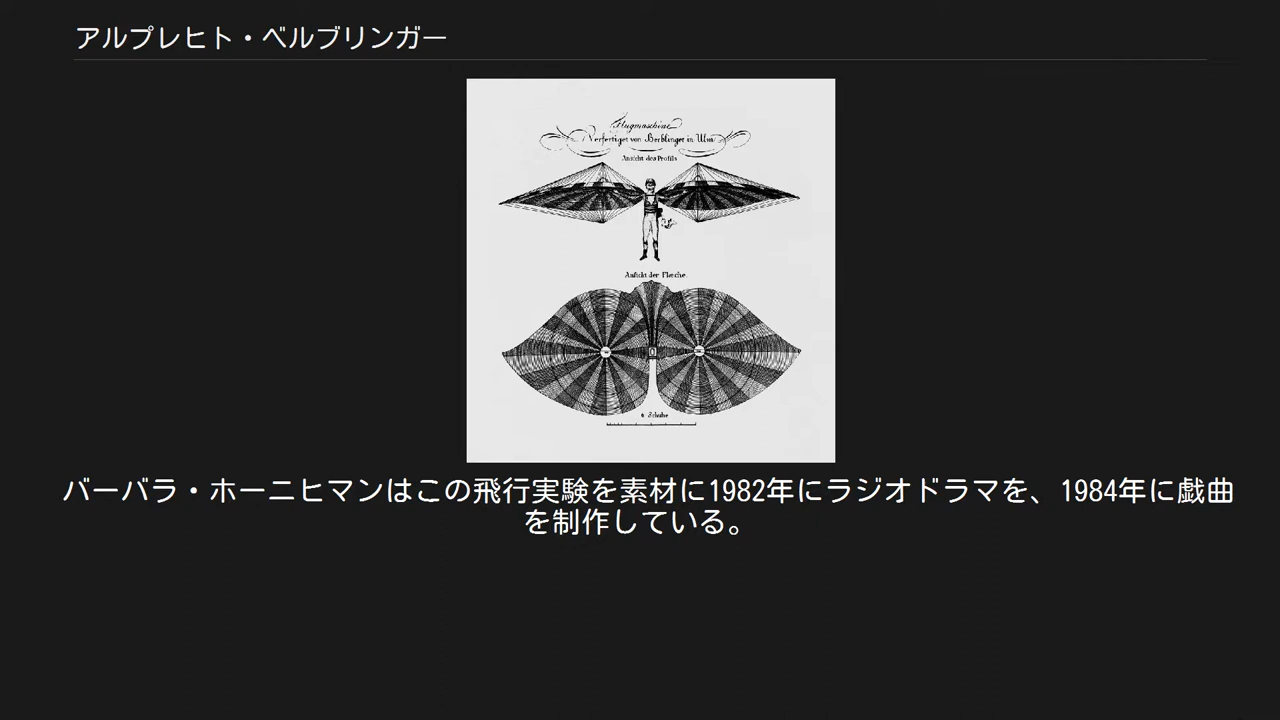 アルプレヒト・ベルブリンガー
Flugmaschine
Verfertiget von Berblinger in Ulm
Ansicht des Profils
Ansicht der Flæche.
6 Schuhe
バーバラ・ホーニヒマンはこの飛行実験を素材に1982年にラジオドラマを、1984年に戯曲
を制作している。